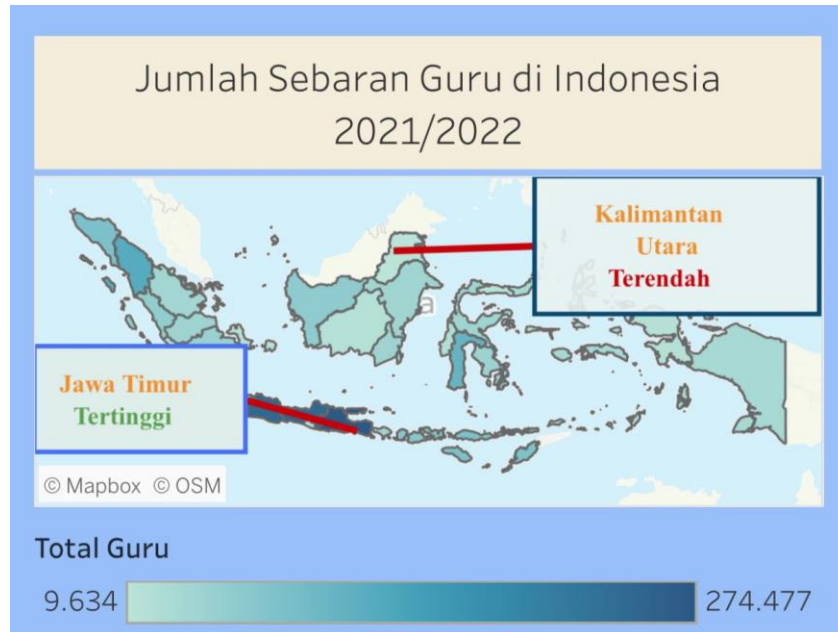 Jumlah Sebaran Guru di Indonesia
2021/2022
Kalimantan
Utara
Terendah
a
Jawa Timur
Tertinggi
© Mapbox © OSM
Total Guru
9.634
274.477